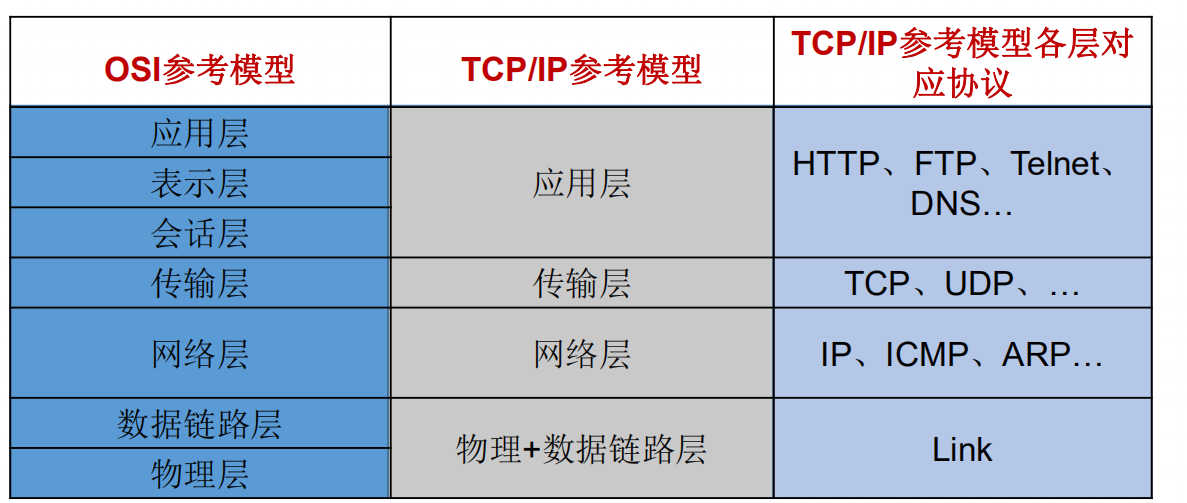 OSI参考模型
TCP/IP参考模型
TCP/IP参考模型各层对
应协议
应用层
表示层
会话层
应用层
HTTP、FTP、Telnet、
DNS…
传输层
传输层
TCP、UDP、…
网络层
网络层
IP、ICMP、ARP…
数据链路层
物理层
物理+数据链路层
Link